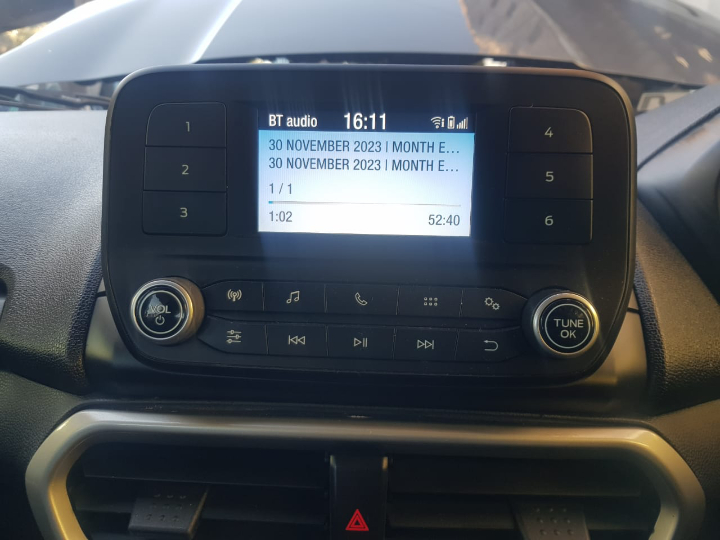 BT audio 16:11
30 NOVEMBER 2023 | MONTH E...
30 NOVEMBER 2023 | MONTH E...
1 / 1
1:02 52:40
1
2
3
4
5
6
VOL
TUNE
OK